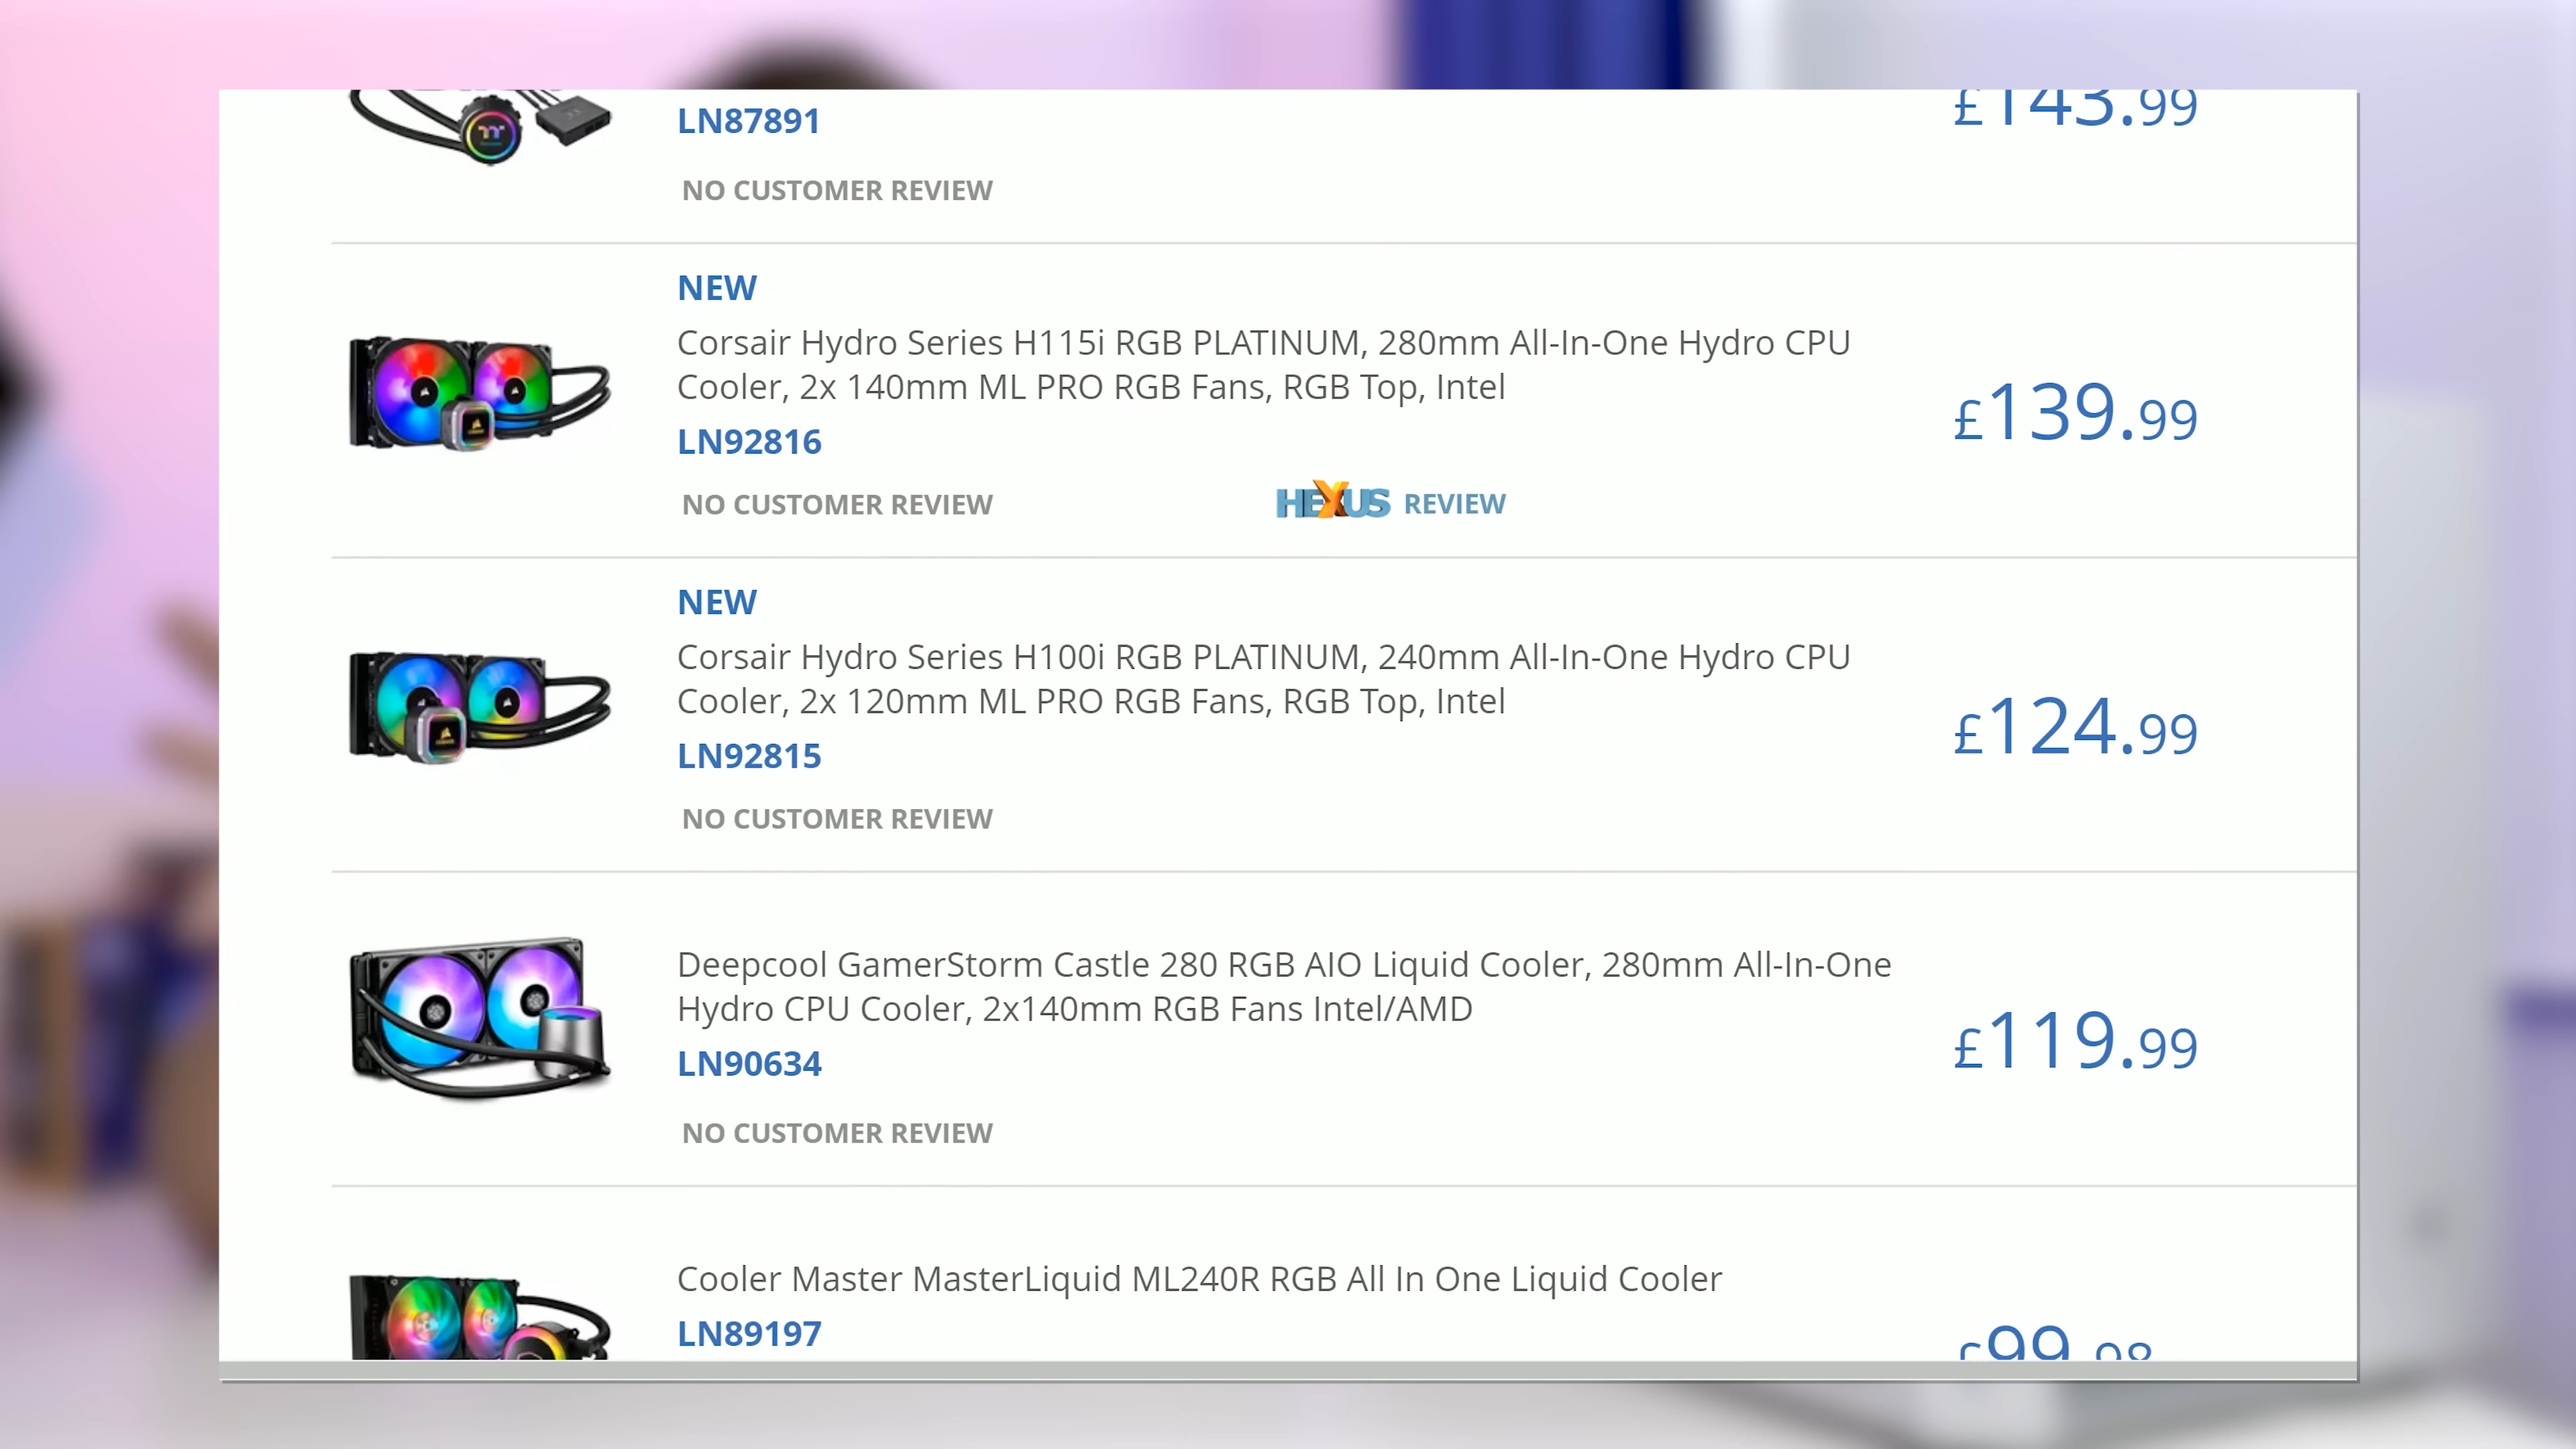 LN87891
£143.99
NO CUSTOMER REVIEW
NEW
Corsair Hydro Series H115i RGB PLATINUM, 280mm All-In-One Hydro CPU
Cooler, 2x 140mm ML PRO RGB Fans, RGB Top, Intel
£139.99
LN92816
NO CUSTOMER REVIEW
HEXUS REVIEW
NEW
Corsair Hydro Series H100i RGB PLATINUM, 240mm All-In-One Hydro CPU
Cooler, 2x 120mm ML PRO RGB Fans, RGB Top, Intel
£124.99
LN92815
NO CUSTOMER REVIEW
Deepcool GamerStorm Castle 280 RGB AIO Liquid Cooler, 280mm All-In-One
Hydro CPU Cooler, 2x140mm RGB Fans Intel/AMD
£119.99
LN90634
NO CUSTOMER REVIEW
Cooler Master MasterLiquid ML240R RGB All In One Liquid Cooler
LN89197
£99.98